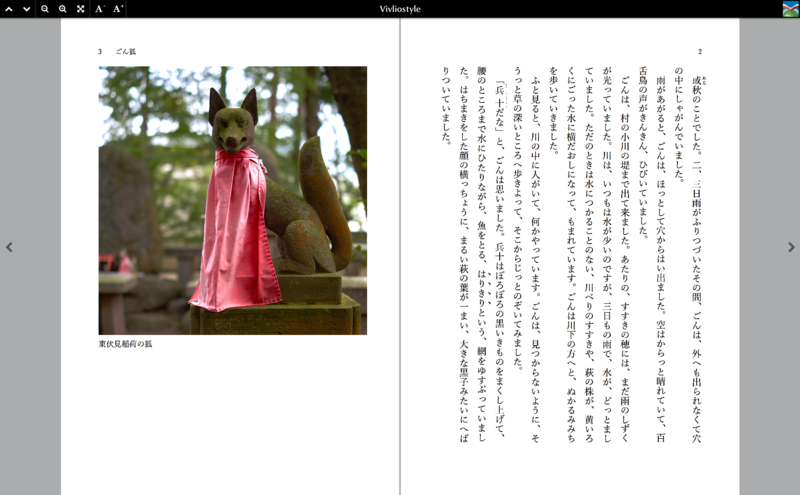 A-
A+
Vivliostyle
2
或秋のことでした。二、三日雨がふりつづいたその間、ごんは、外へも出られなくて穴
あり
の中にしゃがんでいました。
雨があがると、ごんは、ほっとして穴からはい出ました。空はからっと晴れていて、百
舌鳥の声がきんきん、ひびいていました。
ごんは、村の小川の堤まで出て来ました。あたりの、すすきの穂には、まだ雨のしずく
が光っていました。川は、いつもは水が少いのですが、三日もの雨で、水が、どっとまし
ていました。ただのときは水につかることのない、川べりのすすきや、萩の株が、黄いろ
くにごった水に横だおしになって、もまれています。ごんは川下の方へと、ぬかるみみち
を歩いていきました。
ふと見ると、川の中に人がいて、何かやっています。ごんは、見つからないように、そ
うっと草の深いところへ歩きよって、そこからじっとのぞいてみました。
「兵十だな」と、ごんは思いました。兵十はぼろぼろの黒いきものをまくし上げて、
腰のところまで水にひたりながら、魚をとる、はりきりという、網をゆすぶっていまし
た。はちまきをした顔の横っちょうに、まるい萩の葉が一まい、大きな黒子みたいにへば
りついていました。
3 ごん狐
東伏見稲荷の狐